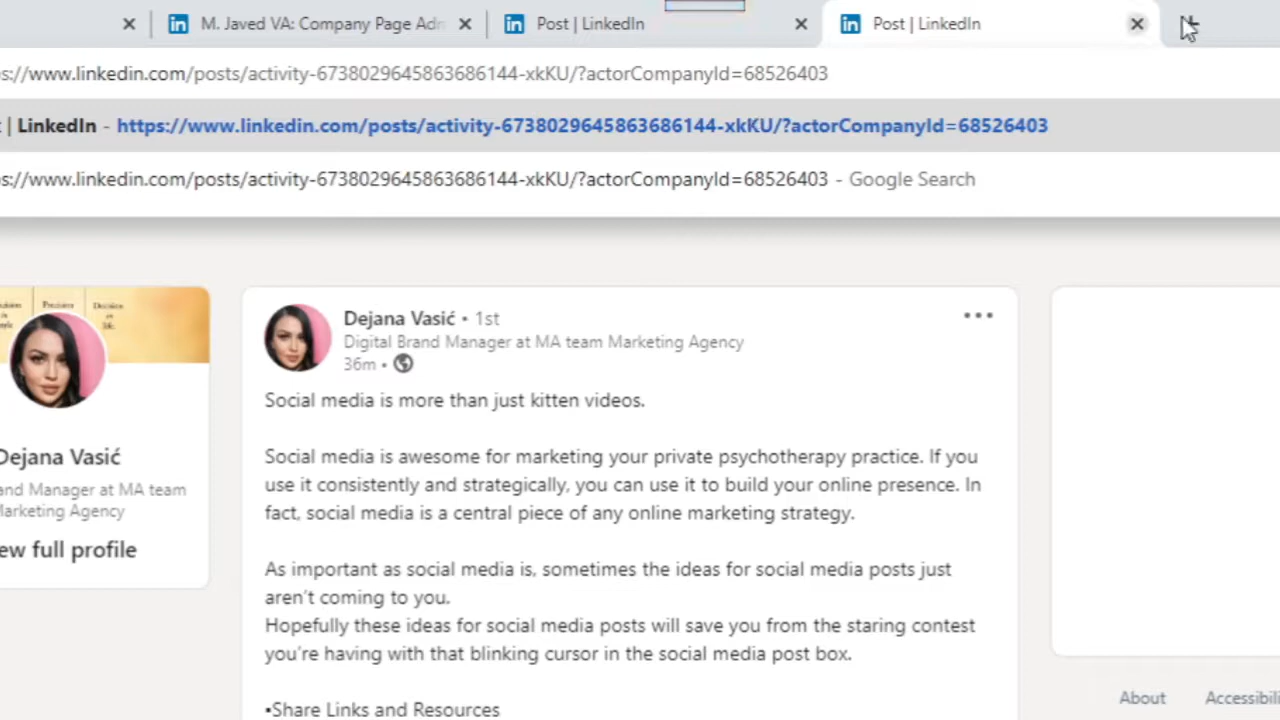 M. Javed VA: Company Page Adn
Post | LinkedIn
Post | LinkedIn
s://www.linkedin.com/posts/activity-6738029645863686144-xkKU/?actorCompanyId=68526403
| LinkedIn - https://www.linkedin.com/posts/activity-6738029645863686144-xkKU/?actorCompanyId=68526403
s://www.linkedin.com/posts/activity-6738029645863686144-xkKU/?actorCompanyId=68526403 - Google Search
Dejana Vasić
and Manager at MA team
Marketing Agency
ew full profile
Dejana Vasić • 1st
Digital Brand Manager at MA team Marketing Agency
36m •
Social media is more than just kitten videos.
Social media is awesome for marketing your private psychotherapy practice. If you
use it consistently and strategically, you can use it to build your online presence. In
fact, social media is a central piece of any online marketing strategy.
As important as social media is, sometimes the ideas for social media posts just
aren't coming to you.
Hopefully these ideas for social media posts will save you from the staring contest
you're having with that blinking cursor in the social media post box.
•Share Links and Resources
About
Accessibili